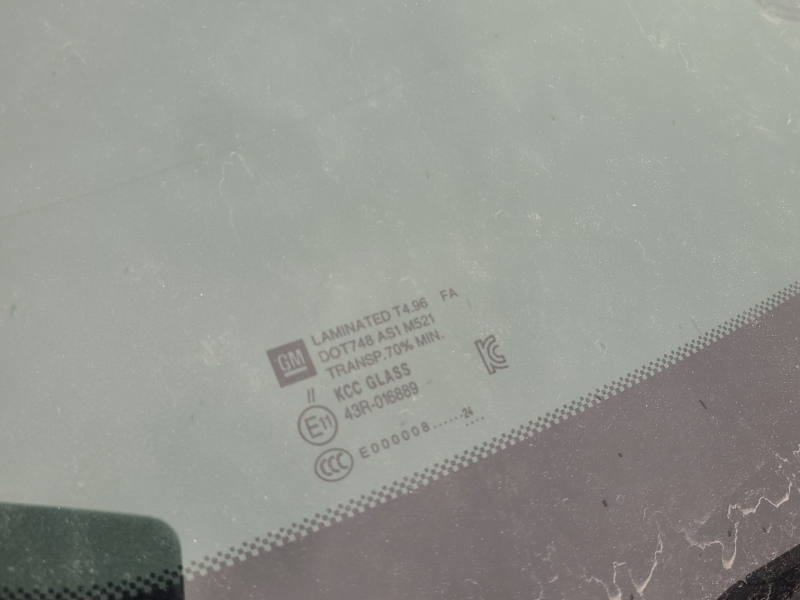 GM
LAMINATED T4.96 FA
DOT748 AS1 M521
TRANSP.70% MIN.
// KCC GLASS
E11 43R-016889
CCC E000008......24....
KC